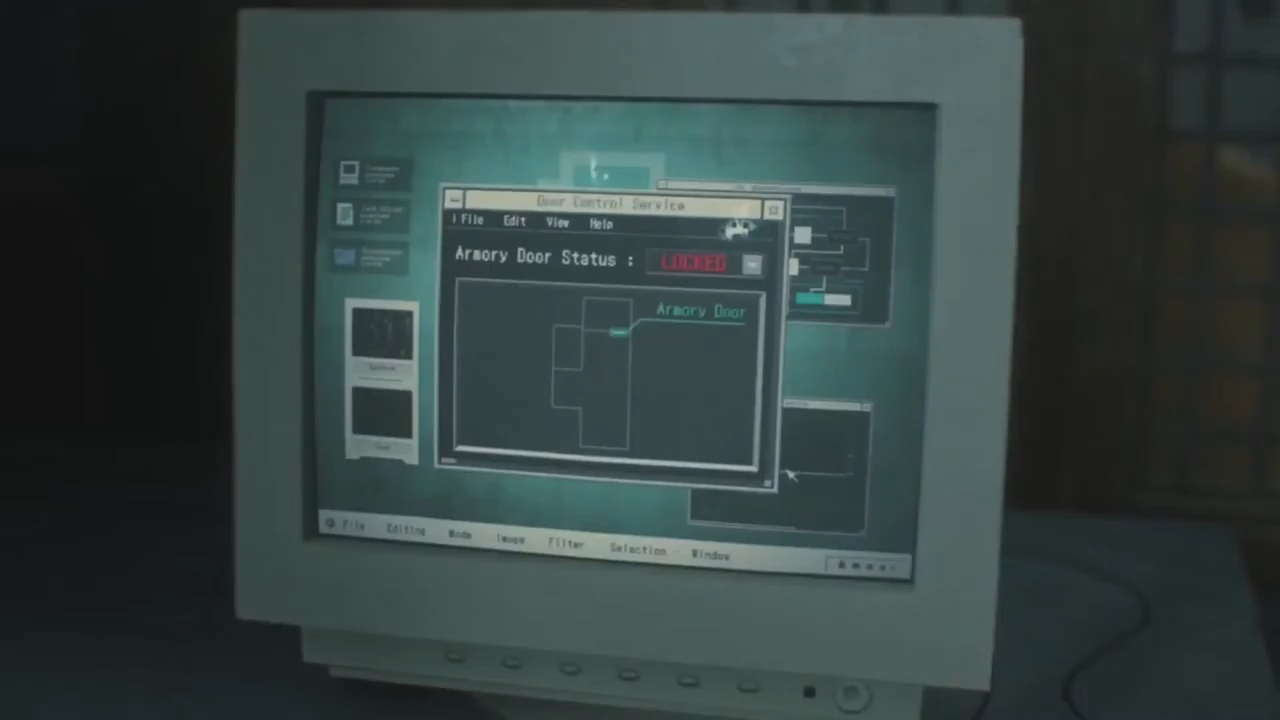 Door Control Service
File Edit View Help
Armory Door Status : LOCKED
Armory Door
File Editing Mode Image Filter Selection Window